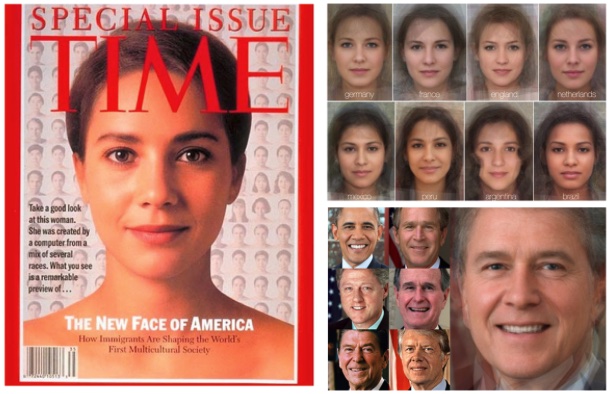 SPECIAL ISSUE
TIME
Take a good look
at this woman.
She was created by
a computer from a
mix of several
races. What you see
is a remarkable
preview of . . .
THE NEW FACE OF AMERICA
How Immigrants Are Shaping the World's
First Multicultural Society
germany
france
england
netherlands
mexico
peru
argentina
brazil